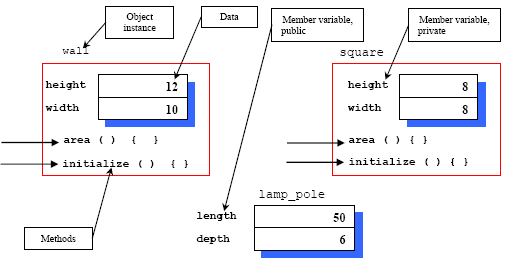 Object instance
Data
Member variable, public
Member variable, private
wall
square
height 12
width 10
area ( ) { }
initialize ( ) { }
height 8
width 8
area ( ) { }
initialize ( ) { }
lamp_pole
length 50
depth 6
Methods